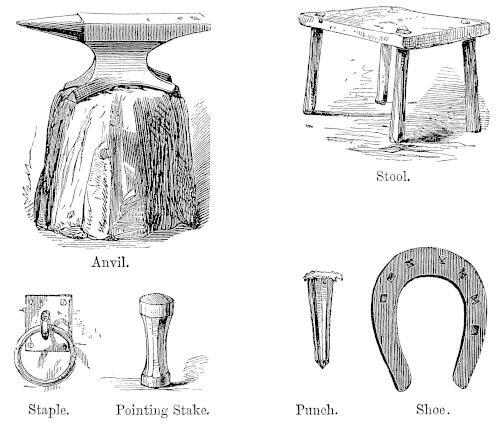 Stool.
Anvil.
Staple.
Pointing Stake.
Punch.
Shoe.